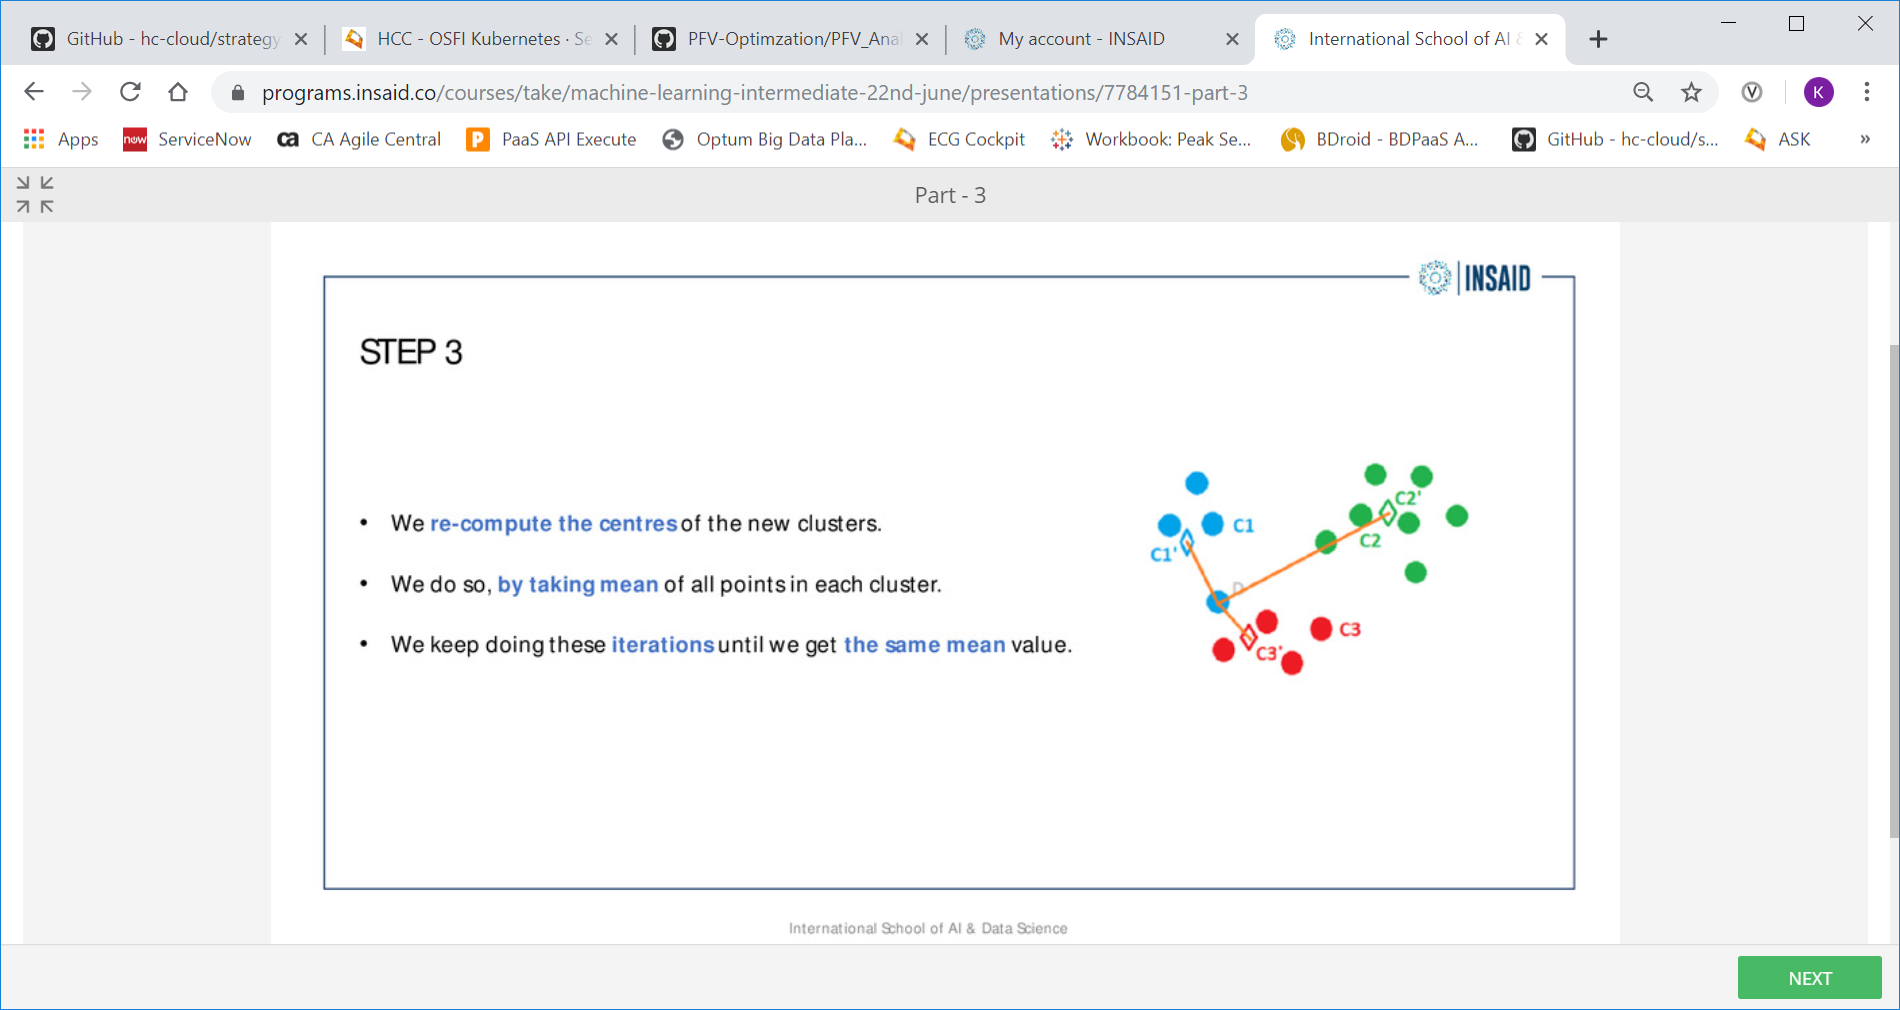 GitHub - hc-cloud/strategy
HCC - OSFI Kubernetes · Se
PFV-Optimzation/PFV_Anal
My account - INSAID
International School of AI &
programs.insaid.co/courses/take/machine-learning-intermediate-22nd-june/presentations/7784151-part-3
K
Apps
now ServiceNow
ca CA Agile Central
P PaaS API Execute
Optum Big Data Pla...
ECG Cockpit
Workbook: Peak Se...
BDroid - BDPaaS A...
GitHub - hc-cloud/s...
ASK
»
Part - 3
INSAID
STEP 3
• We re-compute the centres of the new clusters.
• We do so, by taking mean of all points in each cluster.
• We keep doing these iterations until we get the same mean value.
C2'
C1
C2
C1'
D
C3
C3'
International School of AI & Data Science
NEXT